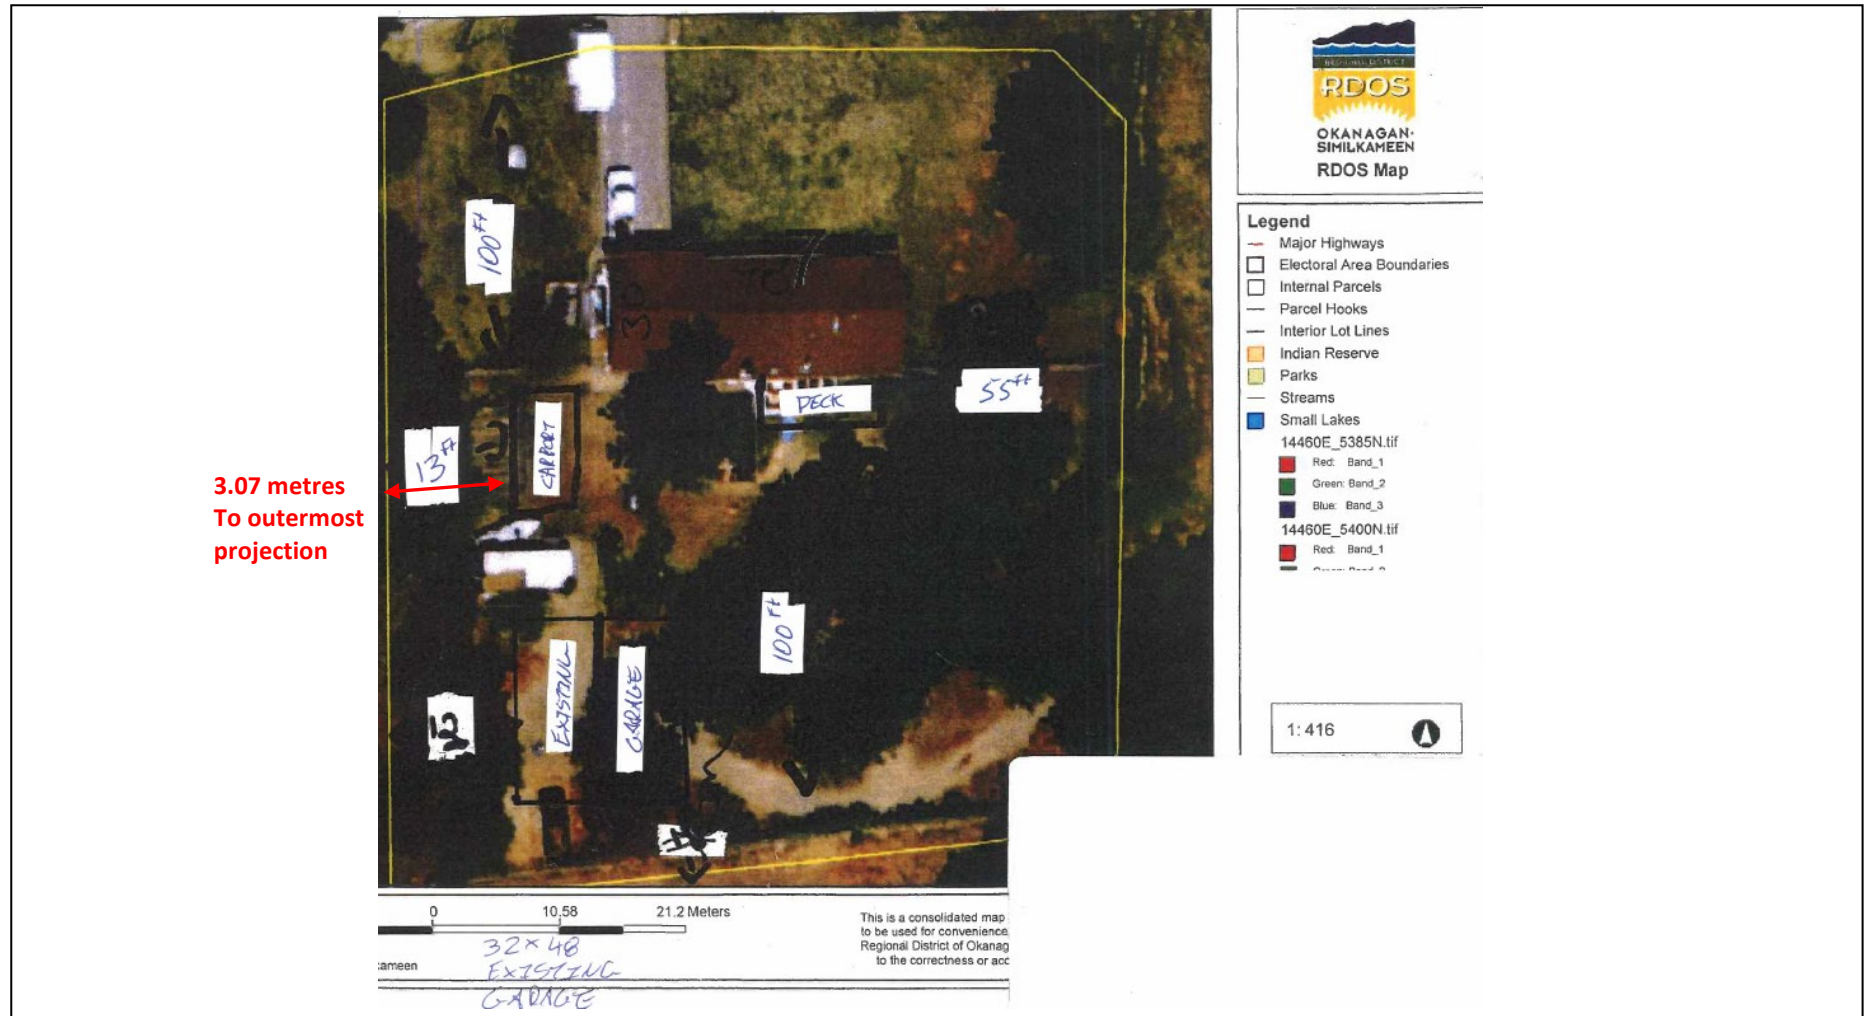 REGIONAL DISTRICT
RDOS
OKANAGAN-
SIMILKAMEEN
RDOS Map
Legend
Major Highways
Electoral Area Boundaries
Internal Parcels
Parcel Hooks
Interior Lot Lines
Indian Reserve
Parks
Streams
Small Lakes
14460E_5385N.tif
Red: Band_1
Green: Band_2
Blue: Band_3
14460E_5400N.tif
Red: Band_1
1: 416
100 Ft
30
DECK
55 ft
CARPORT
13 Ft
3.07 metres
To outermost
projection
100 Ft
EXISTING
GARAGE
0 10.58 21.2 Meters
32 x 48
EXISTING
GARAGE
kameen
This is a consolidated map
to be used for convenience
Regional District of Okanag
to the correctness or acc